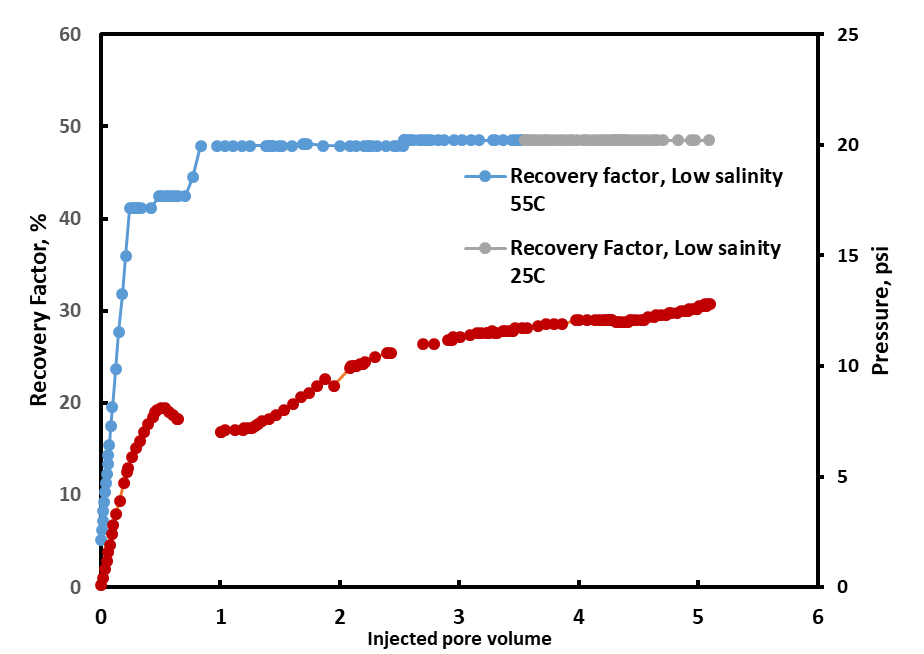 60
50
40
30
20
10
0
Recovery Factor, %
25
20
15
10
5
0
Pressure, psi
Recovery factor, Low salinity
55C
Recovery Factor, Low sainity
25C
0 1 2 3 4 5 6
Injected pore volume